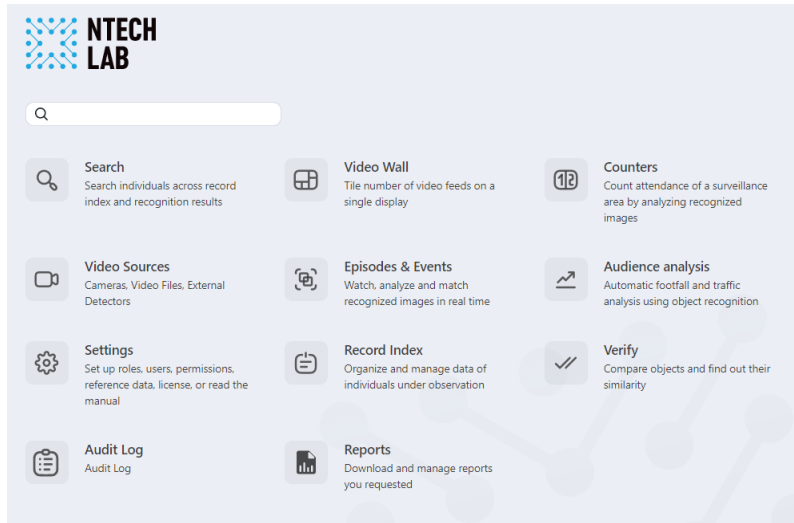 NTECH
LAB
Search
Search individuals across record
index and recognition results
Video Wall
Tile number of video feeds on a
single display
Counters
Count attendance of a surveillance
area by analyzing recognized
images
Video Sources
Cameras, Video Files, External
Detectors
Episodes & Events
Watch, analyze and match
recognized images in real time
Audience analysis
Automatic footfall and traffic
analysis using object recognition
Settings
Set up roles, users, permissions,
reference data, license, or read the
manual
Record Index
Organize and manage data of
individuals under observation
Verify
Compare objects and find out their
similarity
Audit Log
Audit Log
Reports
Download and manage reports
you requested